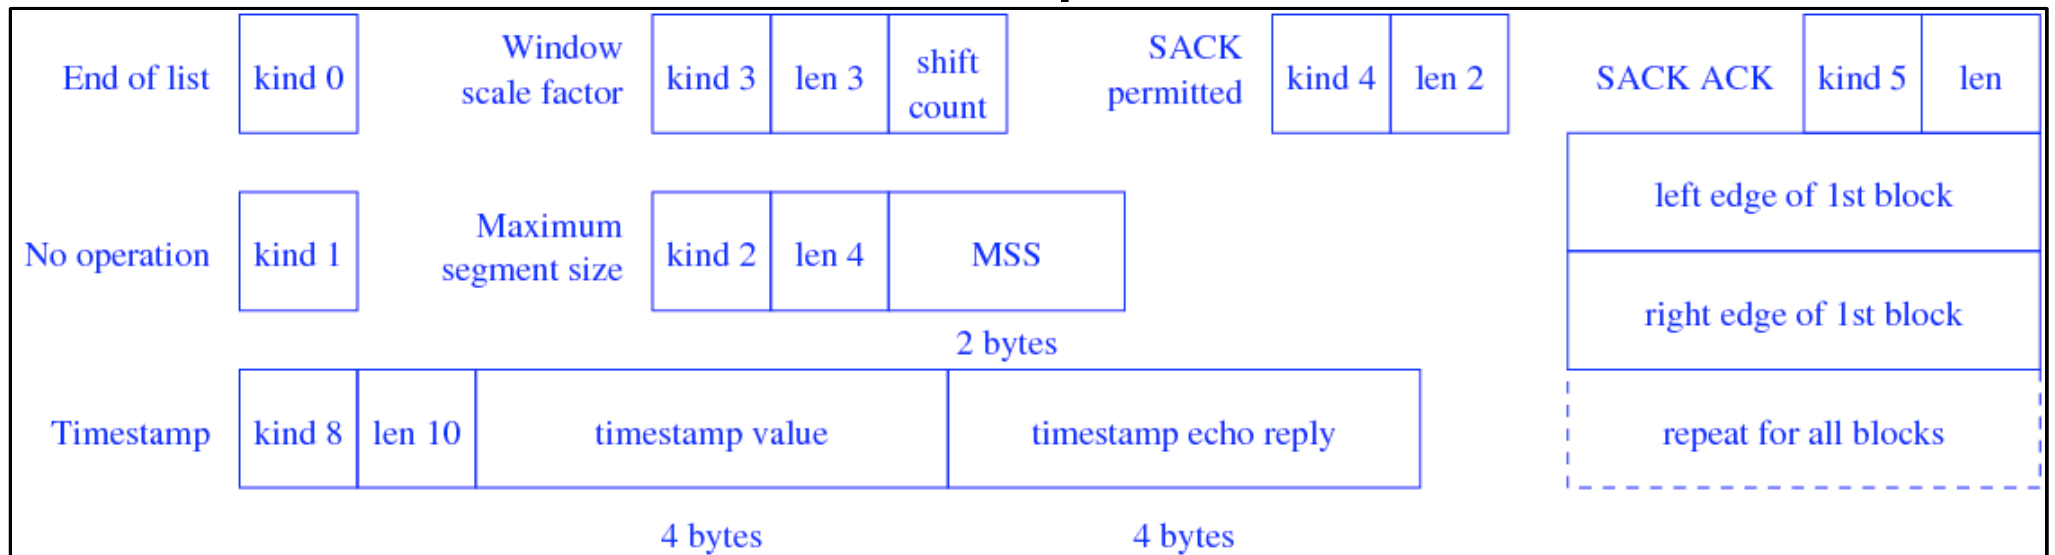 End of list
kind 0
Window
scale factor
kind 3
len 3
shift
count
SACK
permitted
kind 4
len 2
SACK ACK
kind 5
len
left edge of 1st block
right edge of 1st block
repeat for all blocks
No operation
kind 1
Maximum
segment size
kind 2
len 4
MSS
2 bytes
Timestamp
kind 8
len 10
timestamp value
timestamp echo reply
4 bytes
4 bytes